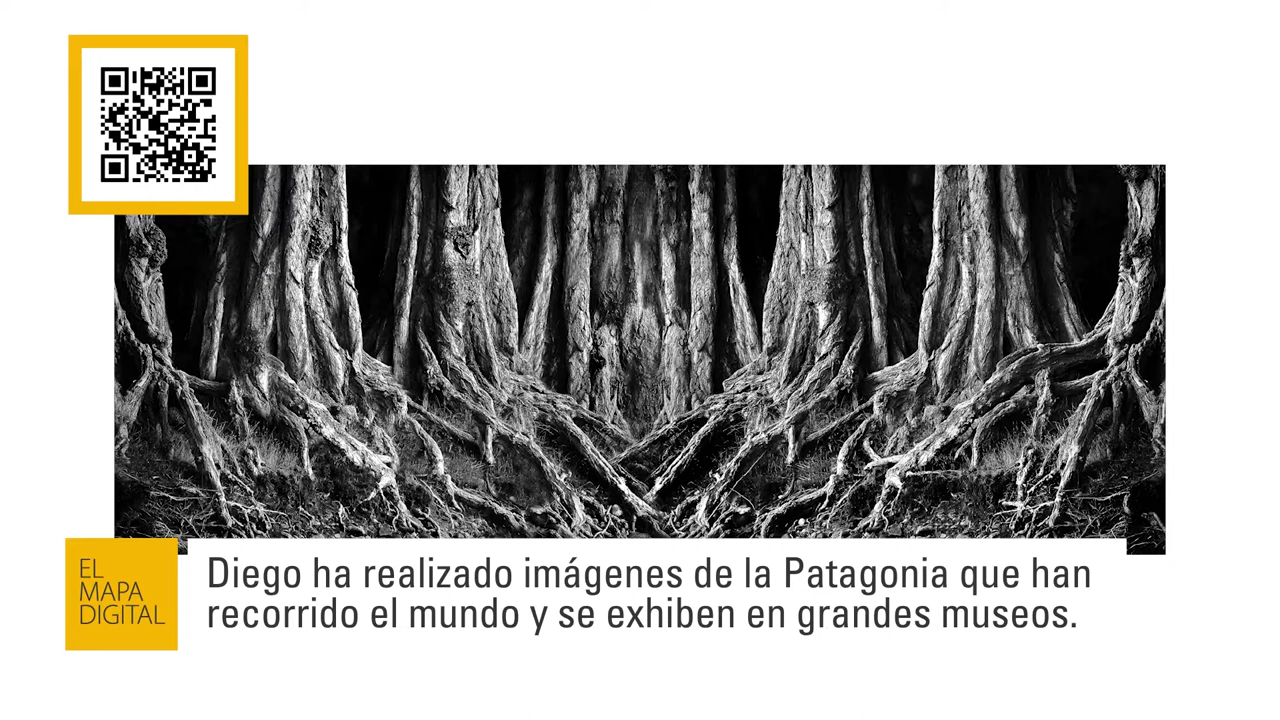 EL
MAPA
DIGITAL
Diego ha realizado imágenes de la Patagonia que han
recorrido el mundo y se exhiben en grandes museos.